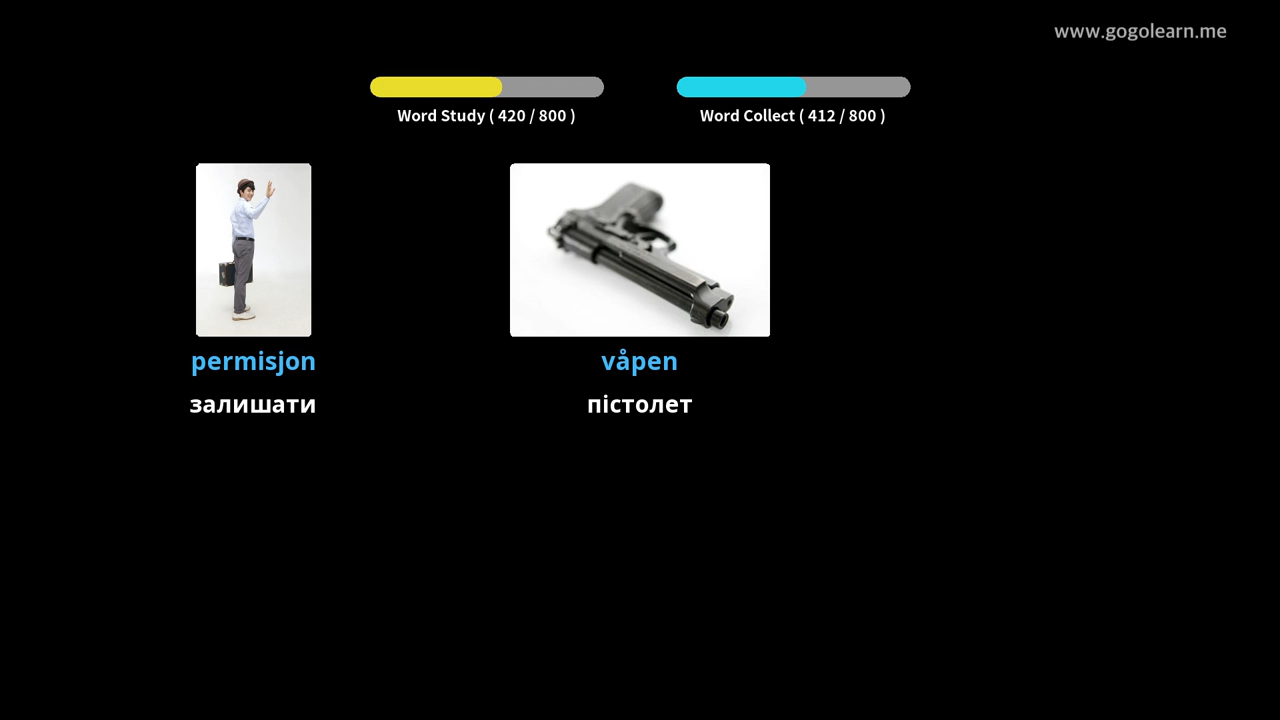 www.gogolearn.me
Word Study ( 420 / 800 )
Word Collect ( 412 / 800 )
permisjon
våpen
залишати
пістолет